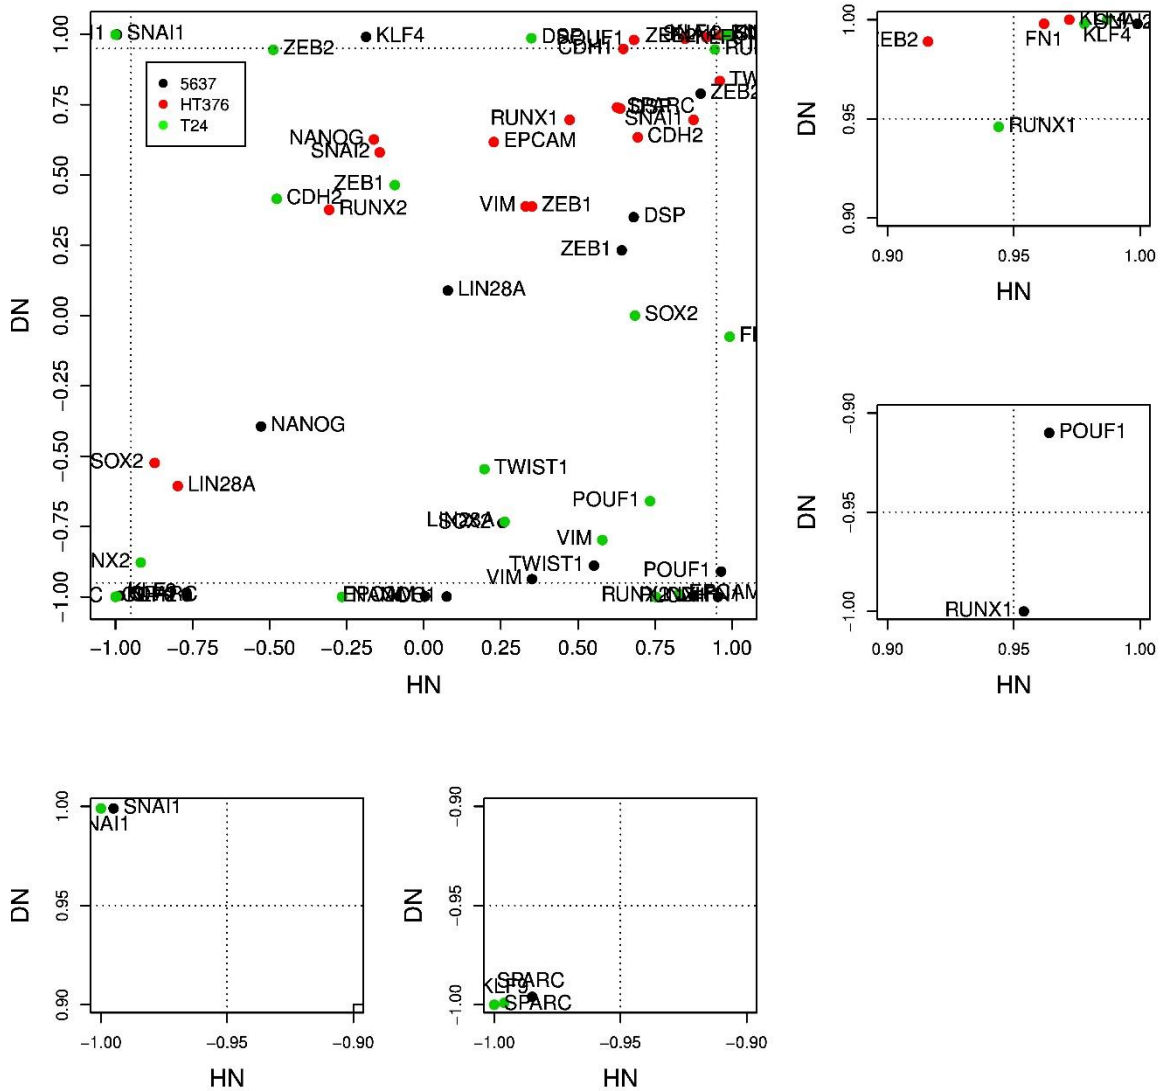 SNAI1
KLF4
ZEB2
CDH1
5637
HT376
T24
ZEB2
SPARC
RUNX1
SNAI1
EPCAM
CDH2
NANOG
SNAI2
ZEB1
CDH2
RUNX2
VIM
ZEB1
DSP
ZEB1
LIN28A
SOX2
NANOG
SOX2
LIN28A
TWIST1
POUF1
LIN28A
SOX2
VIM
TWIST1
POUF1
VIM
EPCAM
−1.00 −0.75 −0.50 −0.25 0.00 0.25 0.50 0.75 1.00
HN
−1.00 −0.75 −0.50 −0.25 0.00 0.25 0.50 0.75 1.00
DN
FN1
KLF4
RUNX1
0.90 0.95 1.00
HN
0.90 0.95 1.00
DN
POUF1
RUNX1
0.90 0.95 1.00
HN
−1.00 −0.95 −0.90
DN
SNAI1
−1.00 −0.95 −0.90
HN
0.90 0.95 1.00
DN
SPARC
KLF9
SPARC
−1.00 −0.95 −0.90
HN
−1.00 −0.95 −0.90
DN